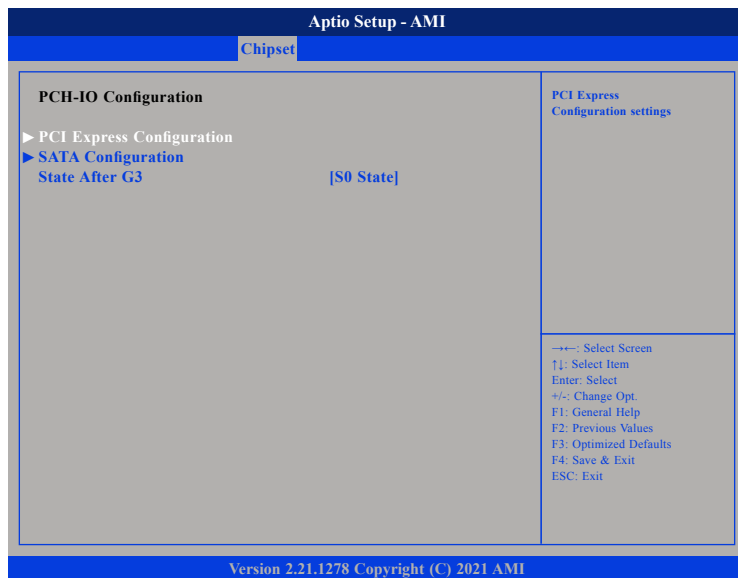 Aptio Setup - AMI
Chipset
PCH-IO Configuration
▶ PCI Express Configuration
▶ SATA Configuration
State After G3 [S0 State]
PCI Express
Configuration settings
→←: Select Screen
↑↓: Select Item
Enter: Select
+/-: Change Opt.
F1: General Help
F2: Previous Values
F3: Optimized Defaults
F4: Save & Exit
ESC: Exit
Version 2.21.1278 Copyright (C) 2021 AMI